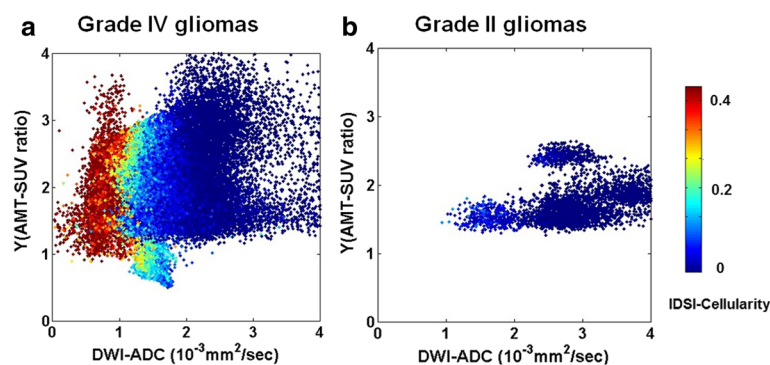 a Grade IV gliomas
Y(AMT-SUV ratio)
4
3
2
1
0
0 1 2 3 4
DWI-ADC (10⁻³mm²/sec)
b Grade II gliomas
Y(AMT-SUV ratio)
4
3
2
1
0
0 1 2 3 4
DWI-ADC (10⁻³mm²/sec)
0.4
0.2
0
IDSI-Cellularity